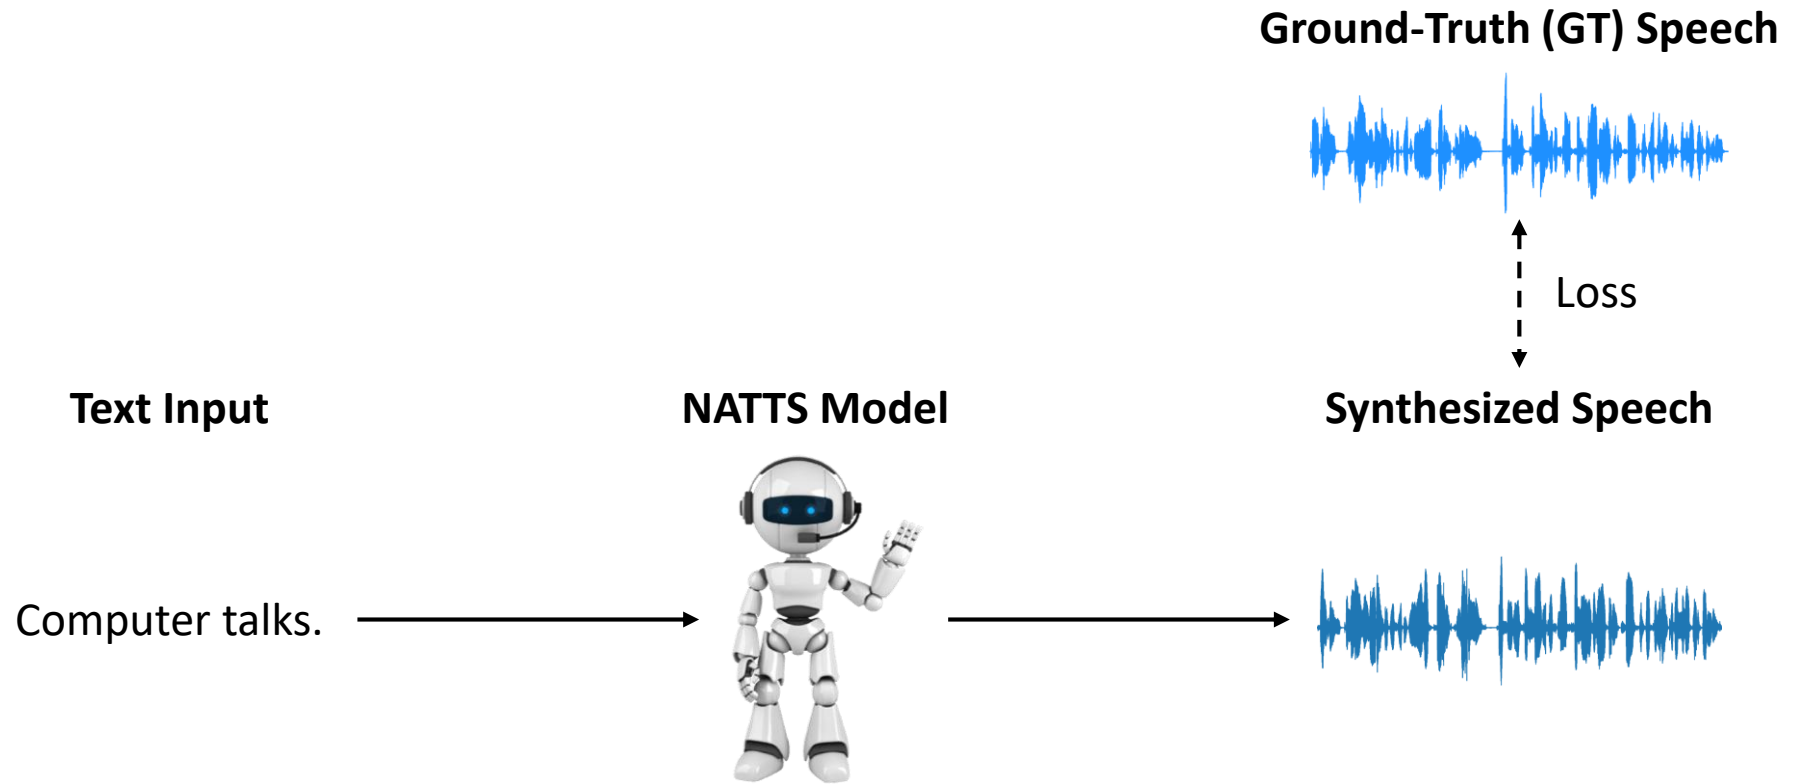 Ground-Truth (GT) Speech
Loss
Text Input
NATTS Model
Synthesized Speech
Computer talks.